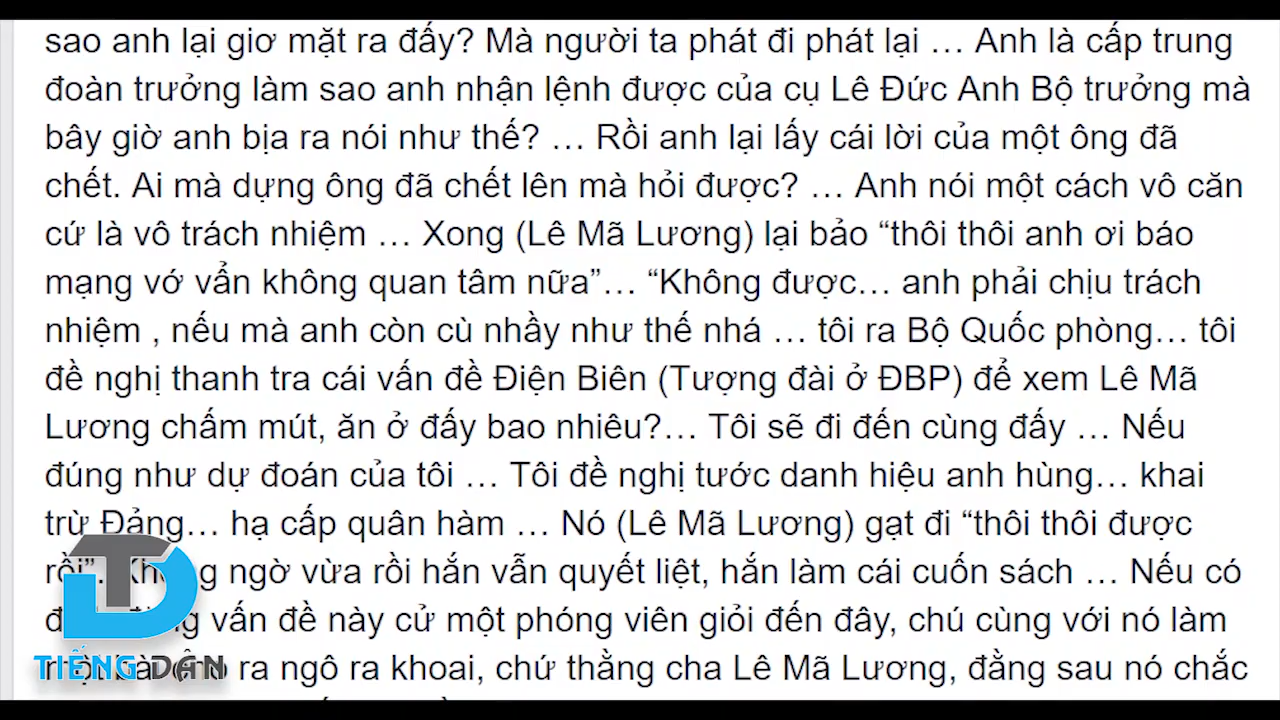 sao anh lại giơ mặt ra đấy? Mà người ta phát đi phát lại … Anh là cấp trung
đoàn trưởng làm sao anh nhận lệnh được của cụ Lê Đức Anh Bộ trưởng mà
bây giờ anh bịa ra nói như thế? … Rồi anh lại lấy cái lời của một ông đã
chết. Ai mà dựng ông đã chết lên mà hỏi được? … Anh nói một cách vô căn
cứ là vô trách nhiệm … Xong (Lê Mã Lương) lại bảo “thôi thôi anh ơi báo
mạng vớ vẩn không quan tâm nữa”… “Không được… anh phải chịu trách
nhiệm , nếu mà anh còn cù nhầy như thế nhá … tôi ra Bộ Quốc phòng… tôi
đề nghị thanh tra cái vấn đề Điện Biên (Tượng đài ở ĐBP) để xem Lê Mã
Lương chấm mút, ăn ở đấy bao nhiêu?… Tôi sẽ đi đến cùng đấy … Nếu
đúng như dự đoán của tôi … Tôi đề nghị tước danh hiệu anh hùng… khai
trừ Đảng… hạ cấp quân hàm … Nó (Lê Mã Lương) gạt đi “thôi thôi được
rồi”. ngờ vừa rồi hắn vẫn quyết liệt, hắn làm cái cuốn sách … Nếu có
vấn đề này cử một phóng viên giỏi đến đây, chú cùng với nó làm
ra ngô ra khoai, chứ thằng cha Lê Mã Lương, đằng sau nó chắc
TD
TIẾNG DÂN